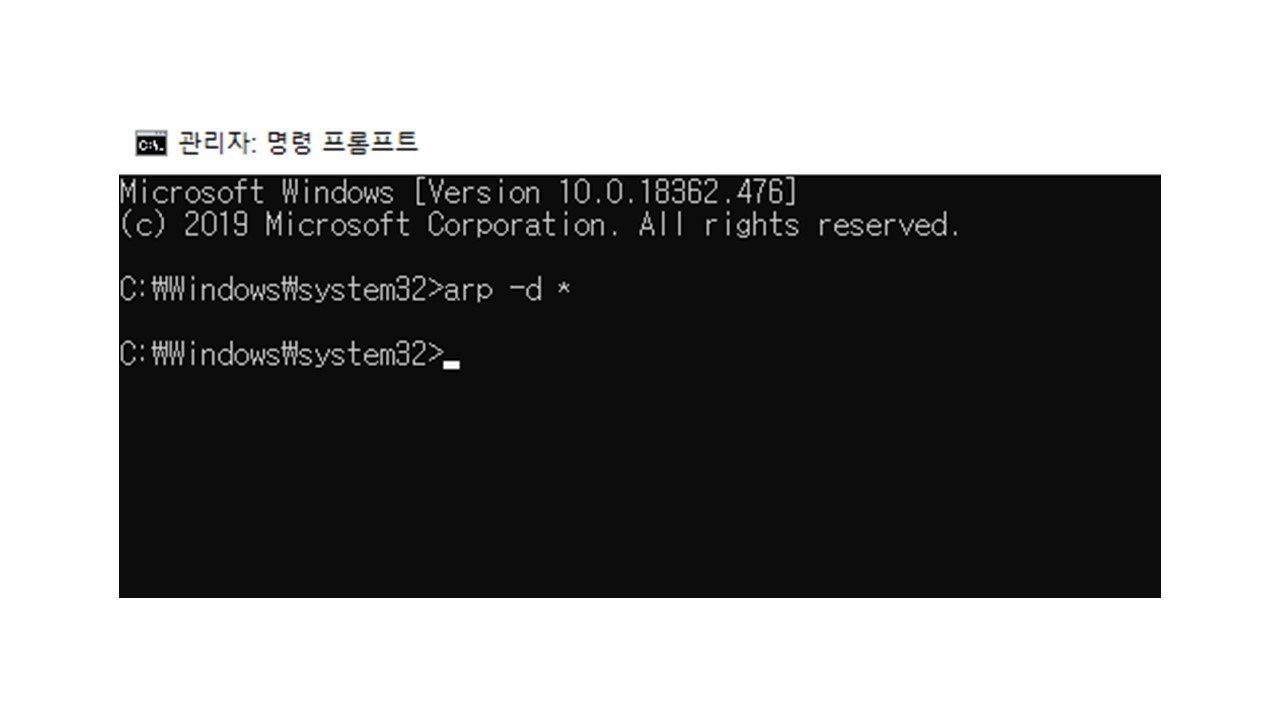 관리자: 명령 프롬프트
Microsoft Windows [Version 10.0.18362.476]
(c) 2019 Microsoft Corporation. All rights reserved.
C:₩Windows₩system32>arp -d *
C:₩Windows₩system32>